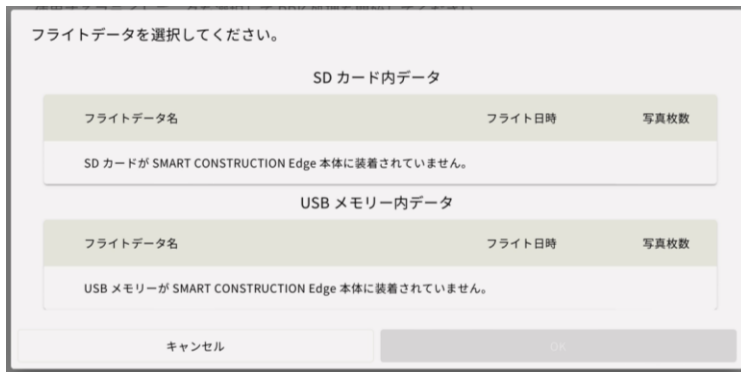 フライトデータを選択してください。
SD カード内データ
フライトデータ名 フライト日時 写真枚数
SD カードが SMART CONSTRUCTION Edge 本体に装着されていません。
USB メモリー内データ
フライトデータ名 フライト日時 写真枚数
USB メモリーが SMART CONSTRUCTION Edge 本体に装着されていません。
キャンセル OK